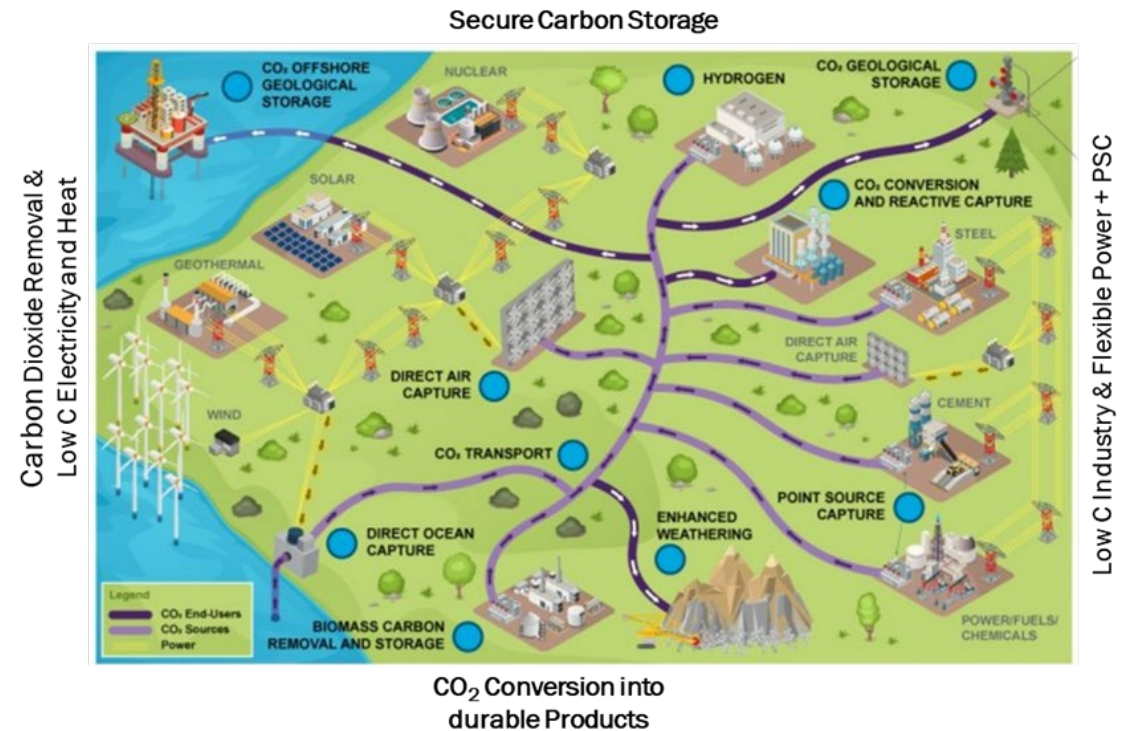 Secure Carbon Storage
Carbon Dioxide Removal &
Low C Electricity and Heat
CO₂ OFFSHORE
GEOLOGICAL
STORAGE
NUCLEAR
HYDROGEN
CO₂ GEOLOGICAL
STORAGE
SOLAR
CO₂ CONVERSION
AND REACTIVE CAPTURE
STEEL
GEOTHERMAL
DIRECT AIR
CAPTURE
DIRECT AIR
CAPTURE
WIND
CEMENT
CO₂ TRANSPORT
POINT SOURCE
CAPTURE
DIRECT OCEAN
CAPTURE
ENHANCED
WEATHERING
Legend
CO₂ End-Users
CO₂ Sources
Power
BIOMASS CARBON
REMOVAL AND STORAGE
POWER/FUELS/
CHEMICALS
Low C Industry & Flexible Power + PSC
CO₂ Conversion into
durable Products